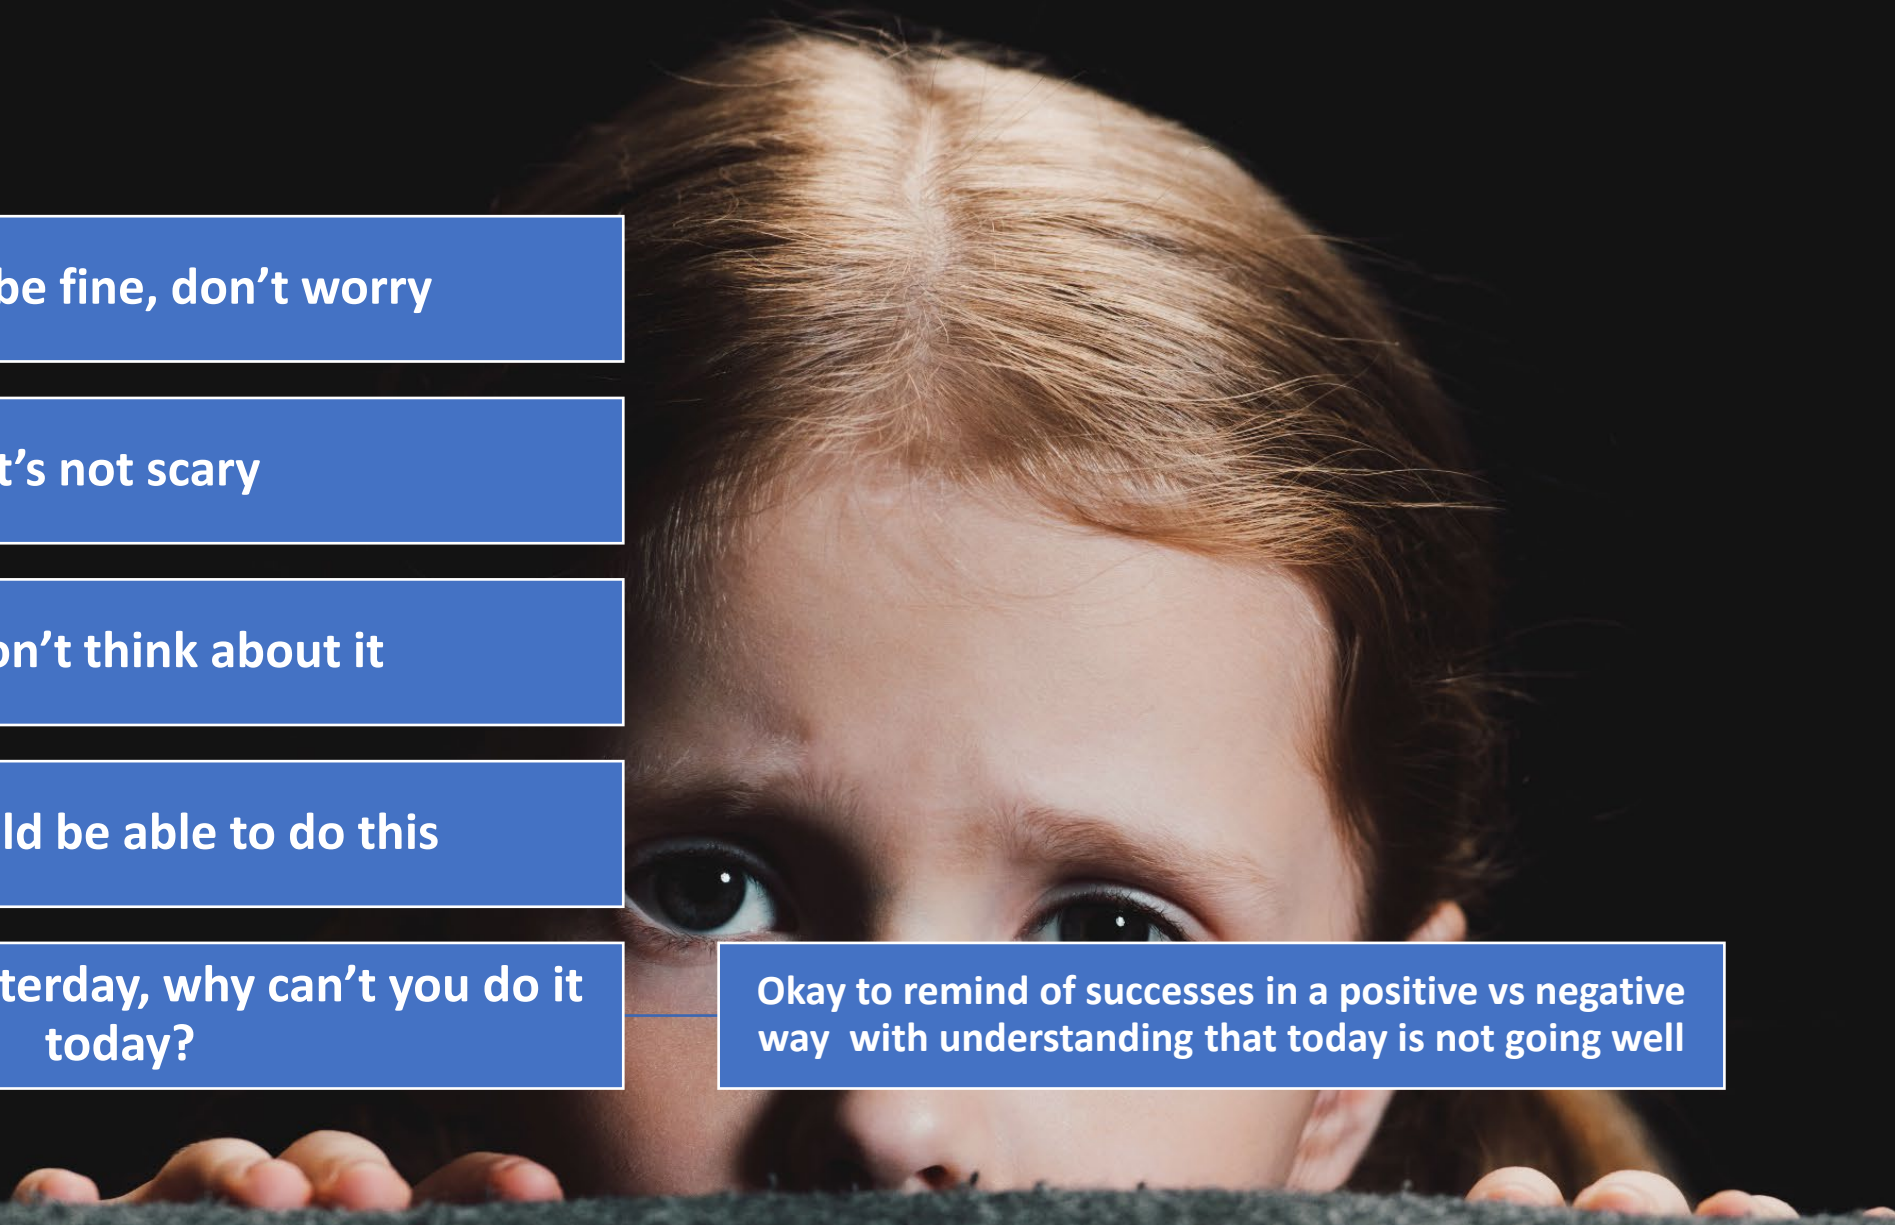 be fine, don’t worry
t’s not scary
on’t think about it
ld be able to do this
terday, why can’t you do it
today?
Okay to remind of successes in a positive vs negative
way  with understanding that today is not going well